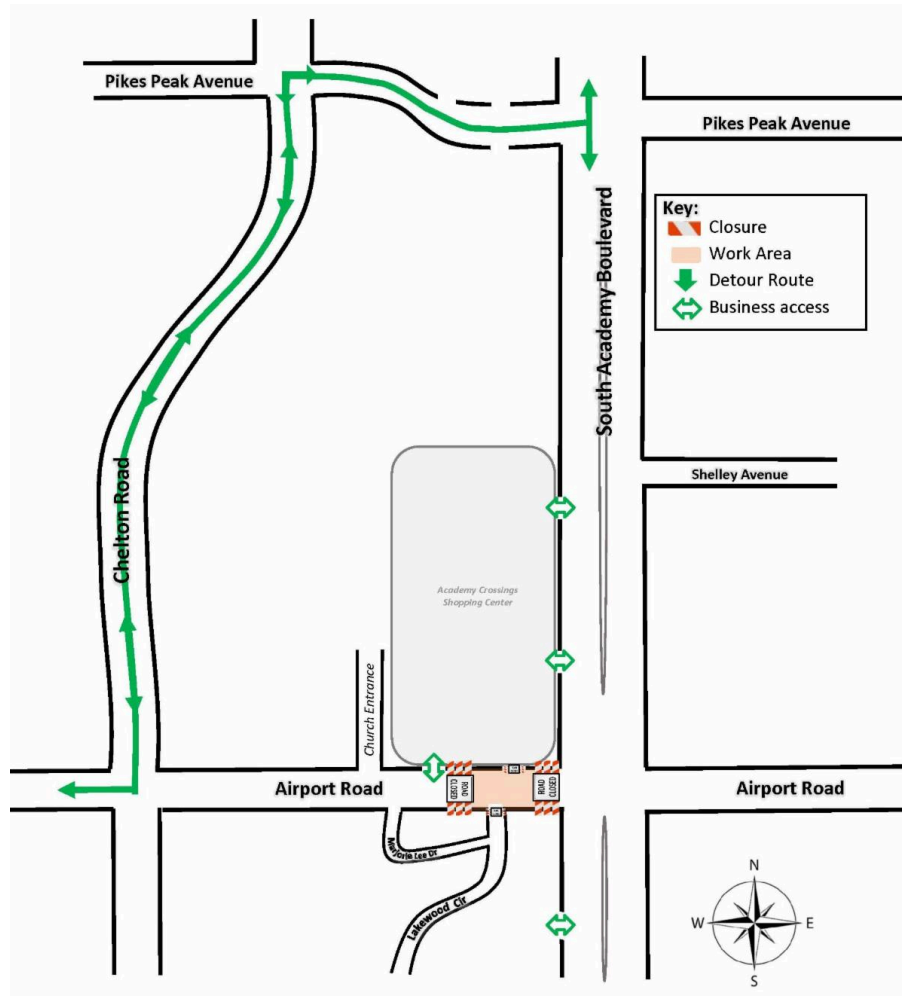 Pikes Peak Avenue
Pikes Peak Avenue
South Academy Boulevard
Key:
Closure
Work Area
Detour Route
Business access
Chelton Road
Shelley Avenue
Academy Crossings
Shopping Center
Church Entrance
Airport Road
ROAD
CLOSED
ROAD
CLOSED
Airport Road
Marjorie Lee Dr
Lakewood Cir
N
W
E
S